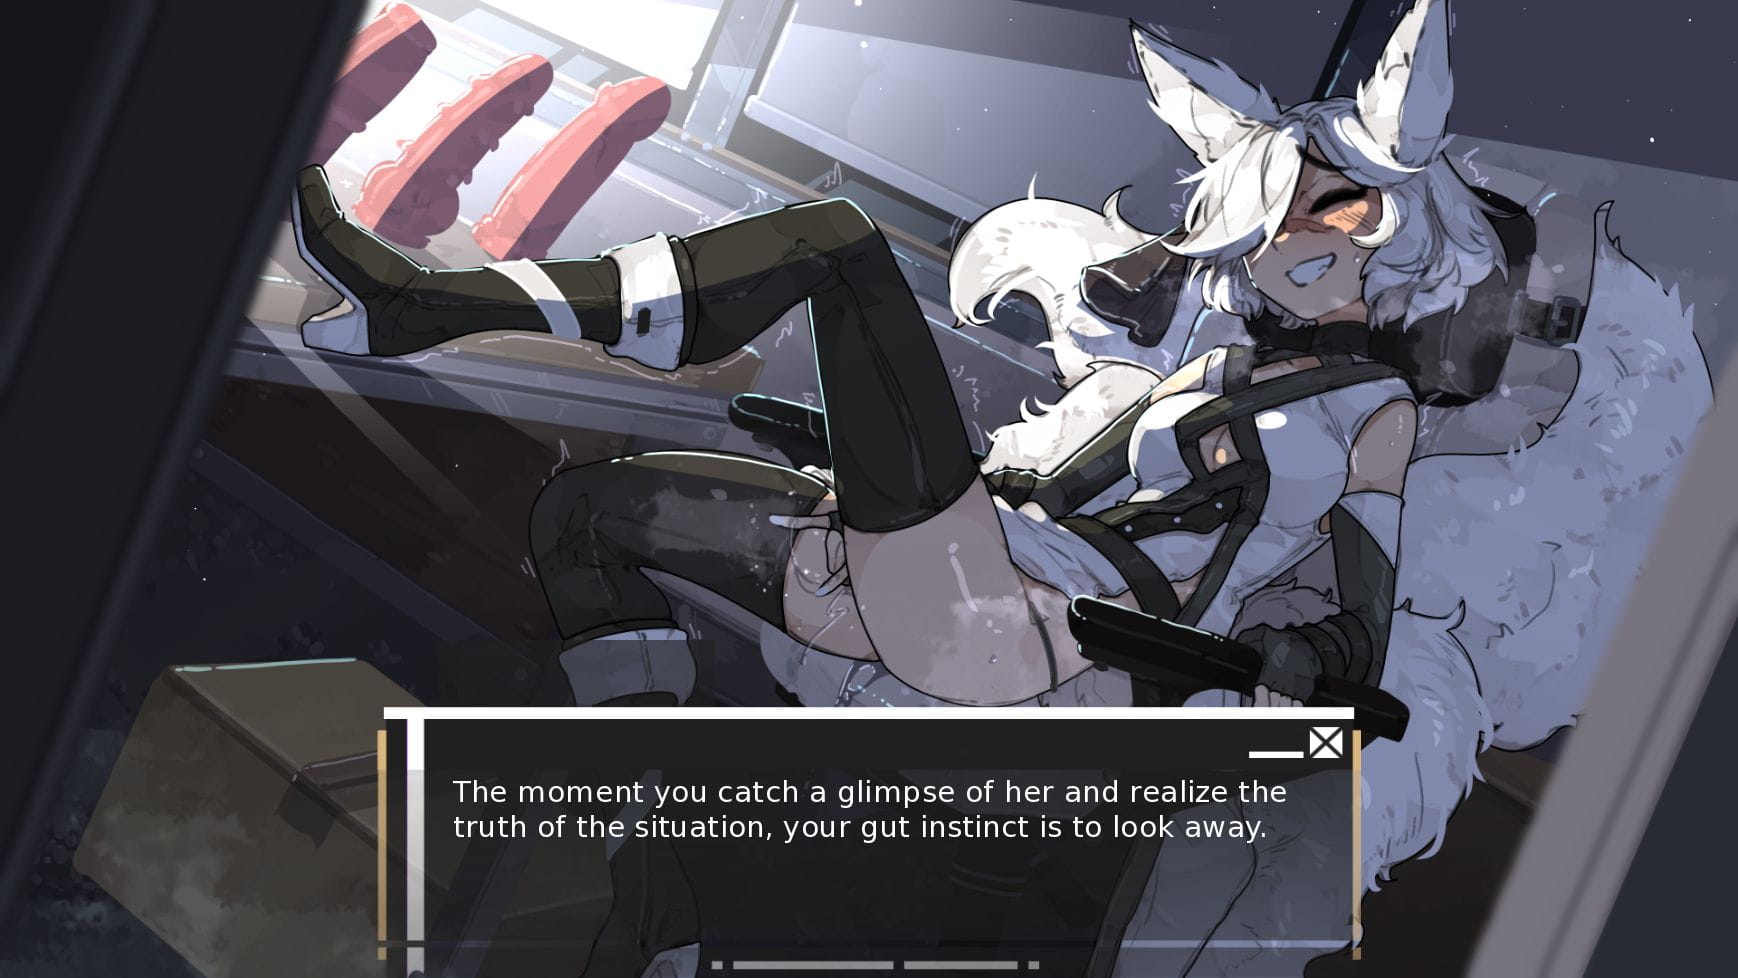 The moment you catch a glimpse of her and realize the
truth of the situation, your gut instinct is to look away.